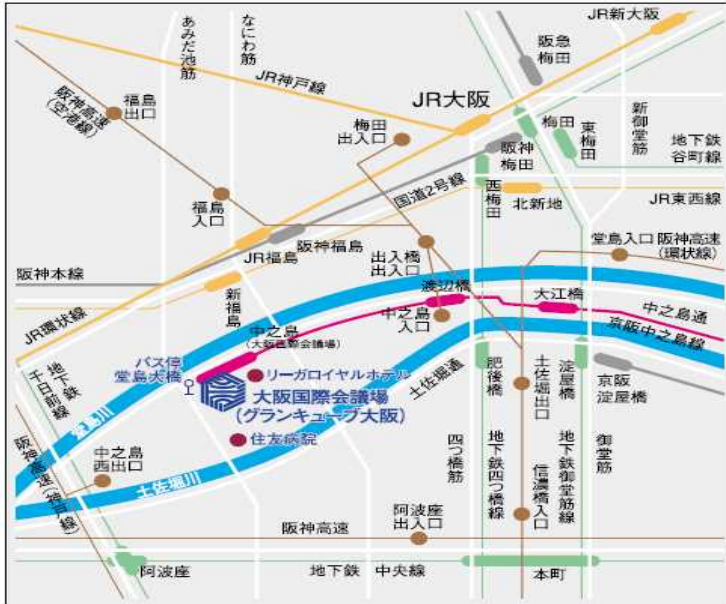 JR新大阪
あみだ池筋
なにわ筋
阪急
梅田
JR神戸線
JR大阪
新御堂筋
阪神高速
(空港線)
福島
出口
梅田
出入口
梅田
東梅田
阪神
梅田
地下鉄
谷町線
国道2号線
西梅田
北新地
JR東西線
福島
入口
阪神福島
JR福島
出入橋
出入口
堂島入口
阪神高速
(環状線)
阪神本線
新福島
渡辺橋
大江橋
中之島通
JR環状線
中之島
(大阪国際会議場)
中之島
入口
京阪中之島線
バス停
堂島大橋
リーガロイヤルホテル
土佐堀通
地下鉄
千日前線
大阪国際会議場
(グランキューブ大阪)
肥後橋
土佐堀出口
淀屋橋
京阪
淀屋橋
堂島川
住友病院
中之島
西出口
阪神高速(神戸線)
土佐堀川
四つ橋筋
地下鉄四つ橋線
信濃橋入口
地下鉄御堂筋線
御堂筋
阿波座
出入口
阪神高速
阿波座
地下鉄 中央線
本町